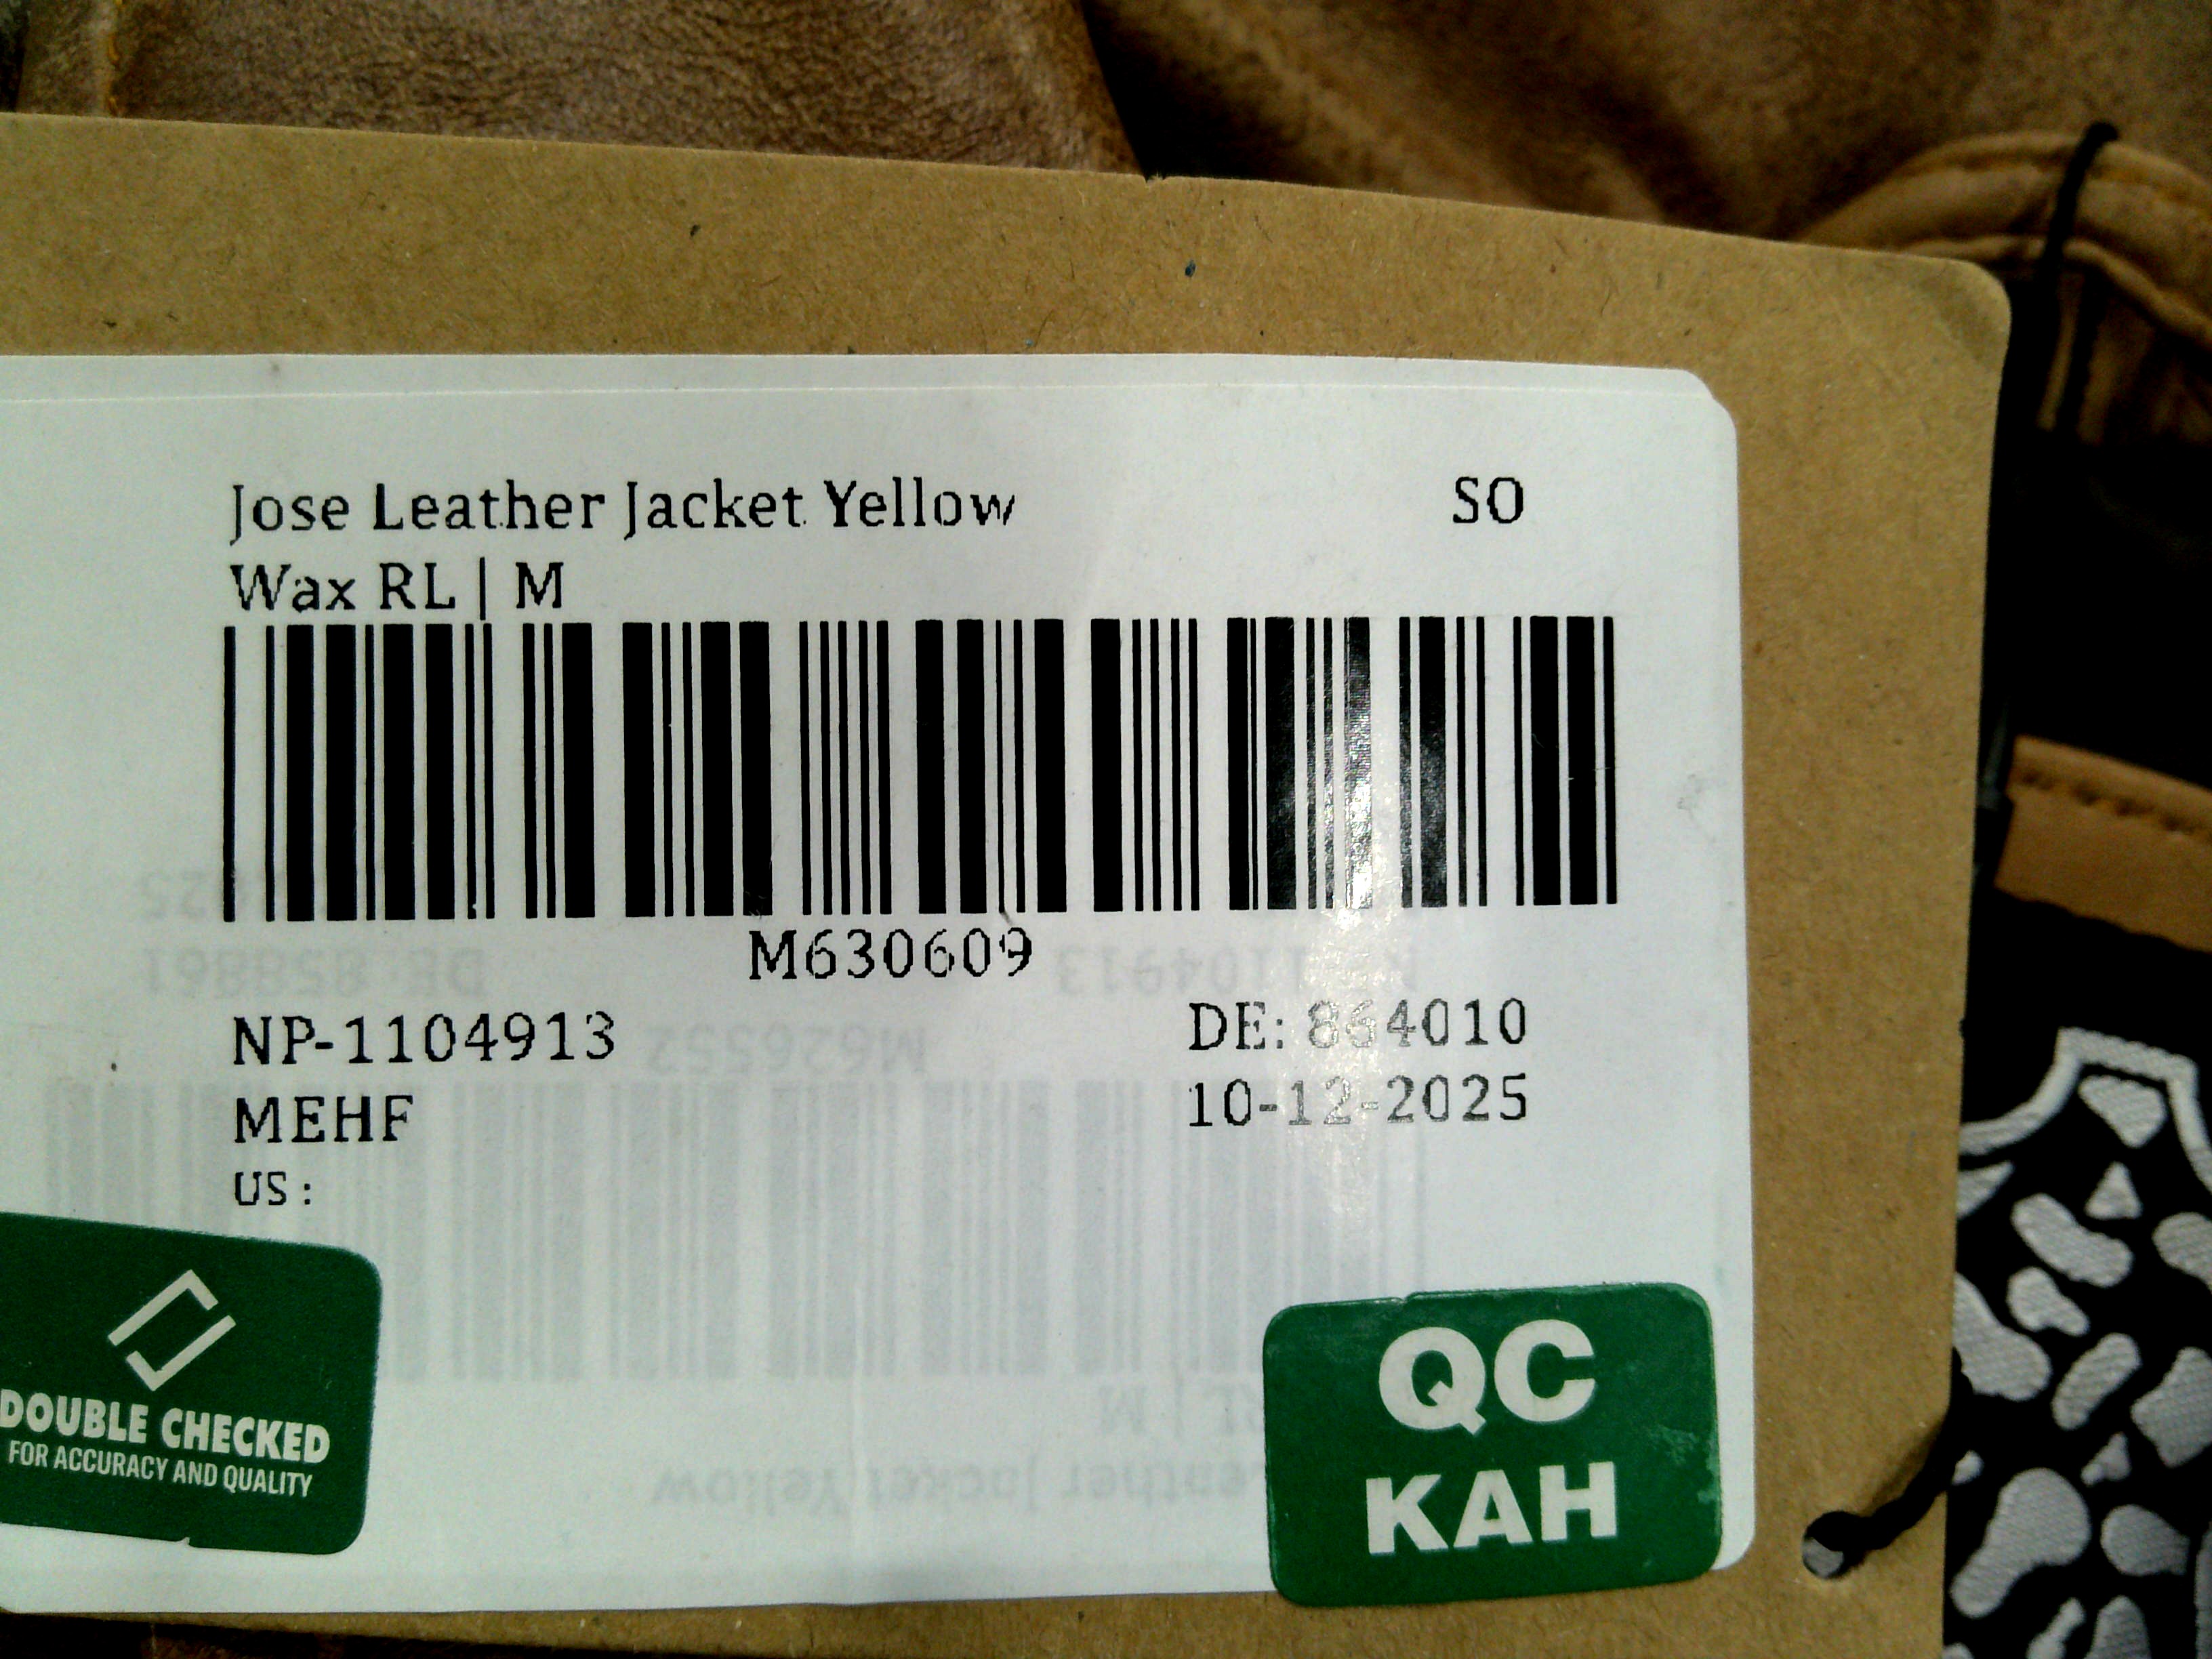 Jose Leather Jacket Yellow SO
Wax RL | M
M630609
NP-1104913 DE: 864010
MEHF 10-12-2025
US:
DOUBLE CHECKED
FOR ACCURACY AND QUALITY
QC
KAH